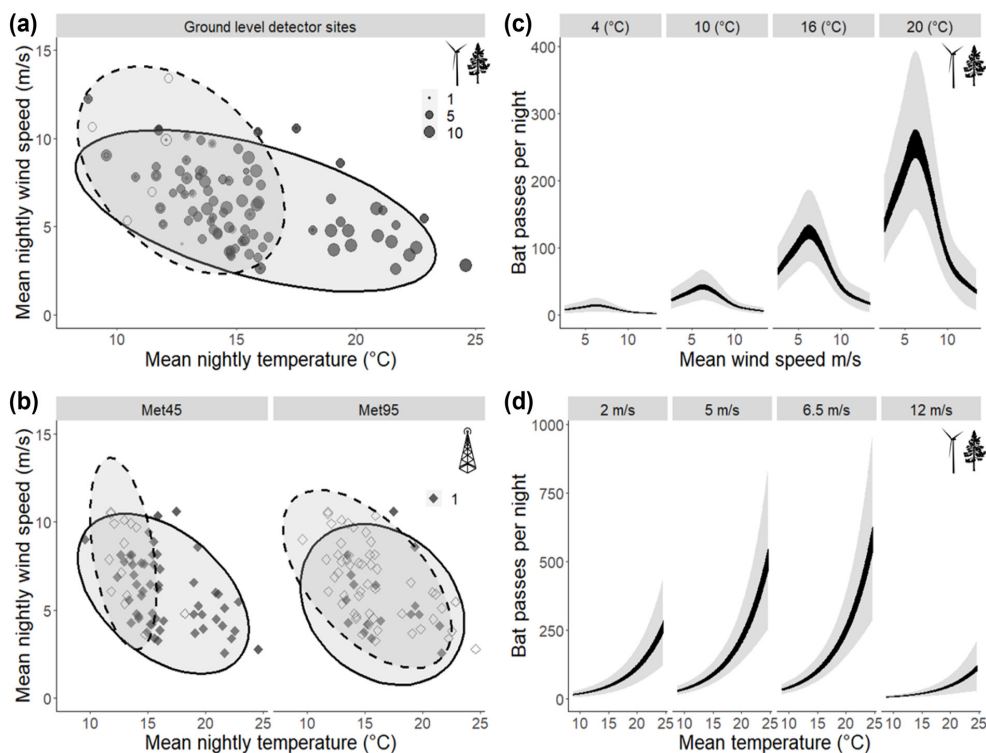 (a)
Ground level detector sites
Mean nightly wind speed (m/s)
15
10
5
0
1
5
10
10
15
20
25
Mean nightly temperature (°C)
(c)
4 (°C)
10 (°C)
16 (°C)
20 (°C)
Bat passes per night
400
300
200
100
0
5
10
5
10
5
10
5
10
Mean wind speed m/s
(b)
Met45
Met95
Mean nightly wind speed (m/s)
15
10
5
0
1
10
15
20
25
10
15
20
25
Mean nightly temperature (°C)
(d)
2 m/s
5 m/s
6.5 m/s
12 m/s
Bat passes per night
1000
750
500
250
0
10
15
20
25
10
15
20
25
10
15
20
25
10
15
20
25
Mean temperature (°C)